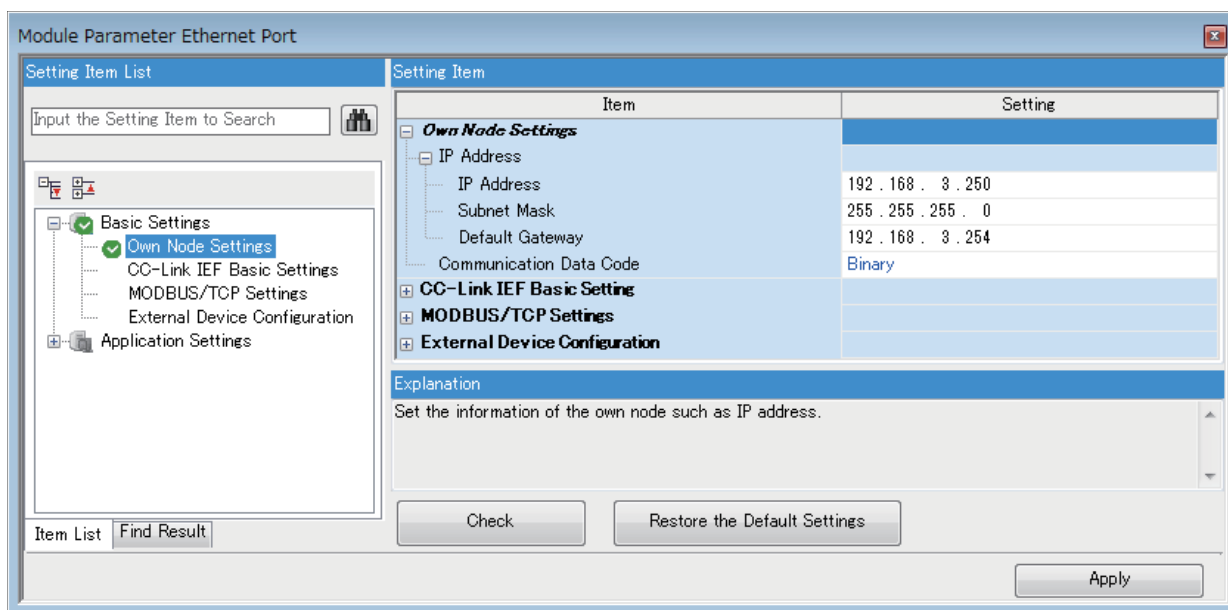 Module Parameter Ethernet Port
Setting Item List
Input the Setting Item to Search
Basic Settings
Own Node Settings
CC-Link IEF Basic Settings
MODBUS/TCP Settings
External Device Configuration
Application Settings
Item List Find Result
Setting Item
Item Setting
Own Node Settings
IP Address
IP Address 192 . 168 . 3 . 250
Subnet Mask 255 . 255 . 255 . 0
Default Gateway 192 . 168 . 3 . 254
Communication Data Code Binary
CC-Link IEF Basic Setting
MODBUS/TCP Settings
External Device Configuration
Explanation
Set the information of the own node such as IP address.
Check Restore the Default Settings
Apply